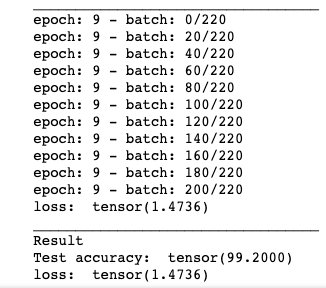 epoch: 9 - batch: 0/220
epoch: 9 - batch: 20/220
epoch: 9 - batch: 40/220
epoch: 9 - batch: 60/220
epoch: 9 - batch: 80/220
epoch: 9 - batch: 100/220
epoch: 9 - batch: 120/220
epoch: 9 - batch: 140/220
epoch: 9 - batch: 160/220
epoch: 9 - batch: 180/220
epoch: 9 - batch: 200/220
loss:  tensor(1.4736)
Result
Test accuracy:  tensor(99.2000)
loss:  tensor(1.4736)